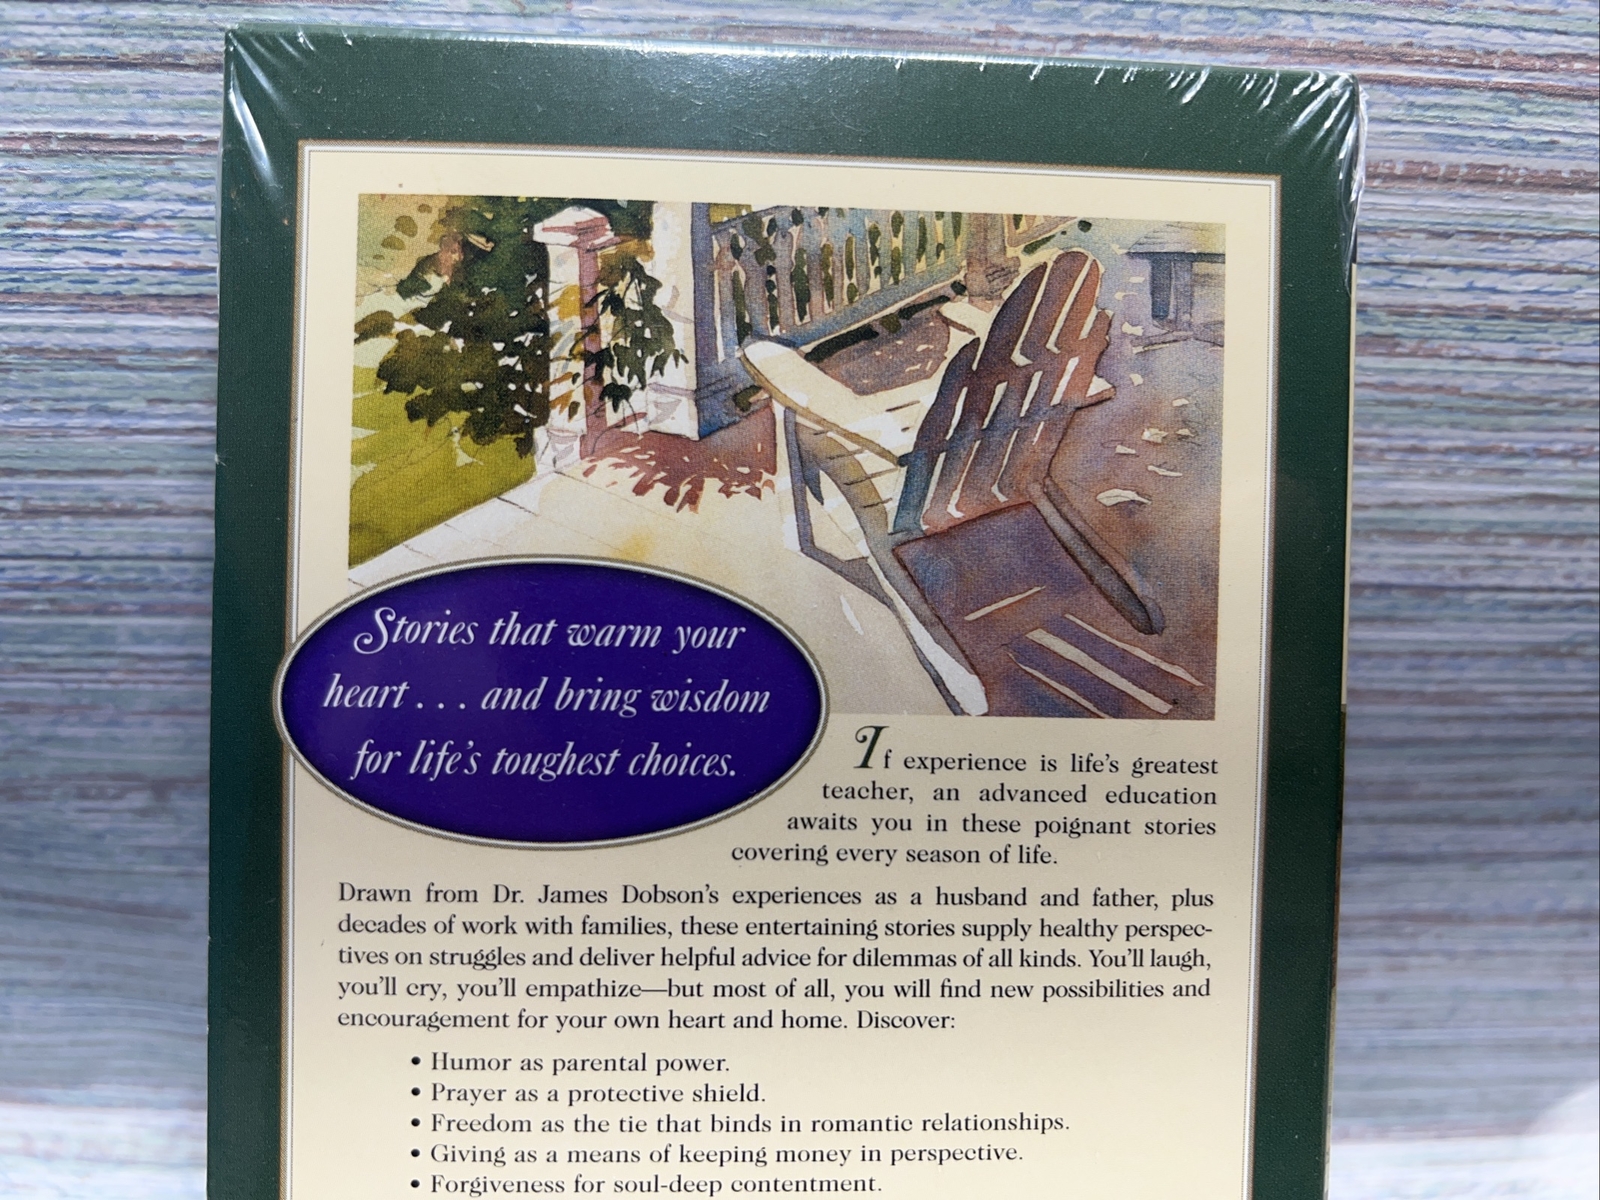 Stories that warm your
heart . . . and bring wisdom
for life's toughest choices.
If experience is life's greatest
teacher, an advanced education
awaits you in these poignant stories
covering every season of life.
Drawn from Dr. James Dobson's experiences as a husband and father, plus
decades of work with families, these entertaining stories supply healthy perspec-
tives on struggles and deliver helpful advice for dilemmas of all kinds. You'll laugh,
you'll cry, you'll empathize—but most of all, you will find new possibilities and
encouragement for your own heart and home. Discover:
• Humor as parental power.
• Prayer as a protective shield.
• Freedom as the tie that binds in romantic relationships.
• Giving as a means of keeping money in perspective.
• Forgiveness for soul-deep contentment.